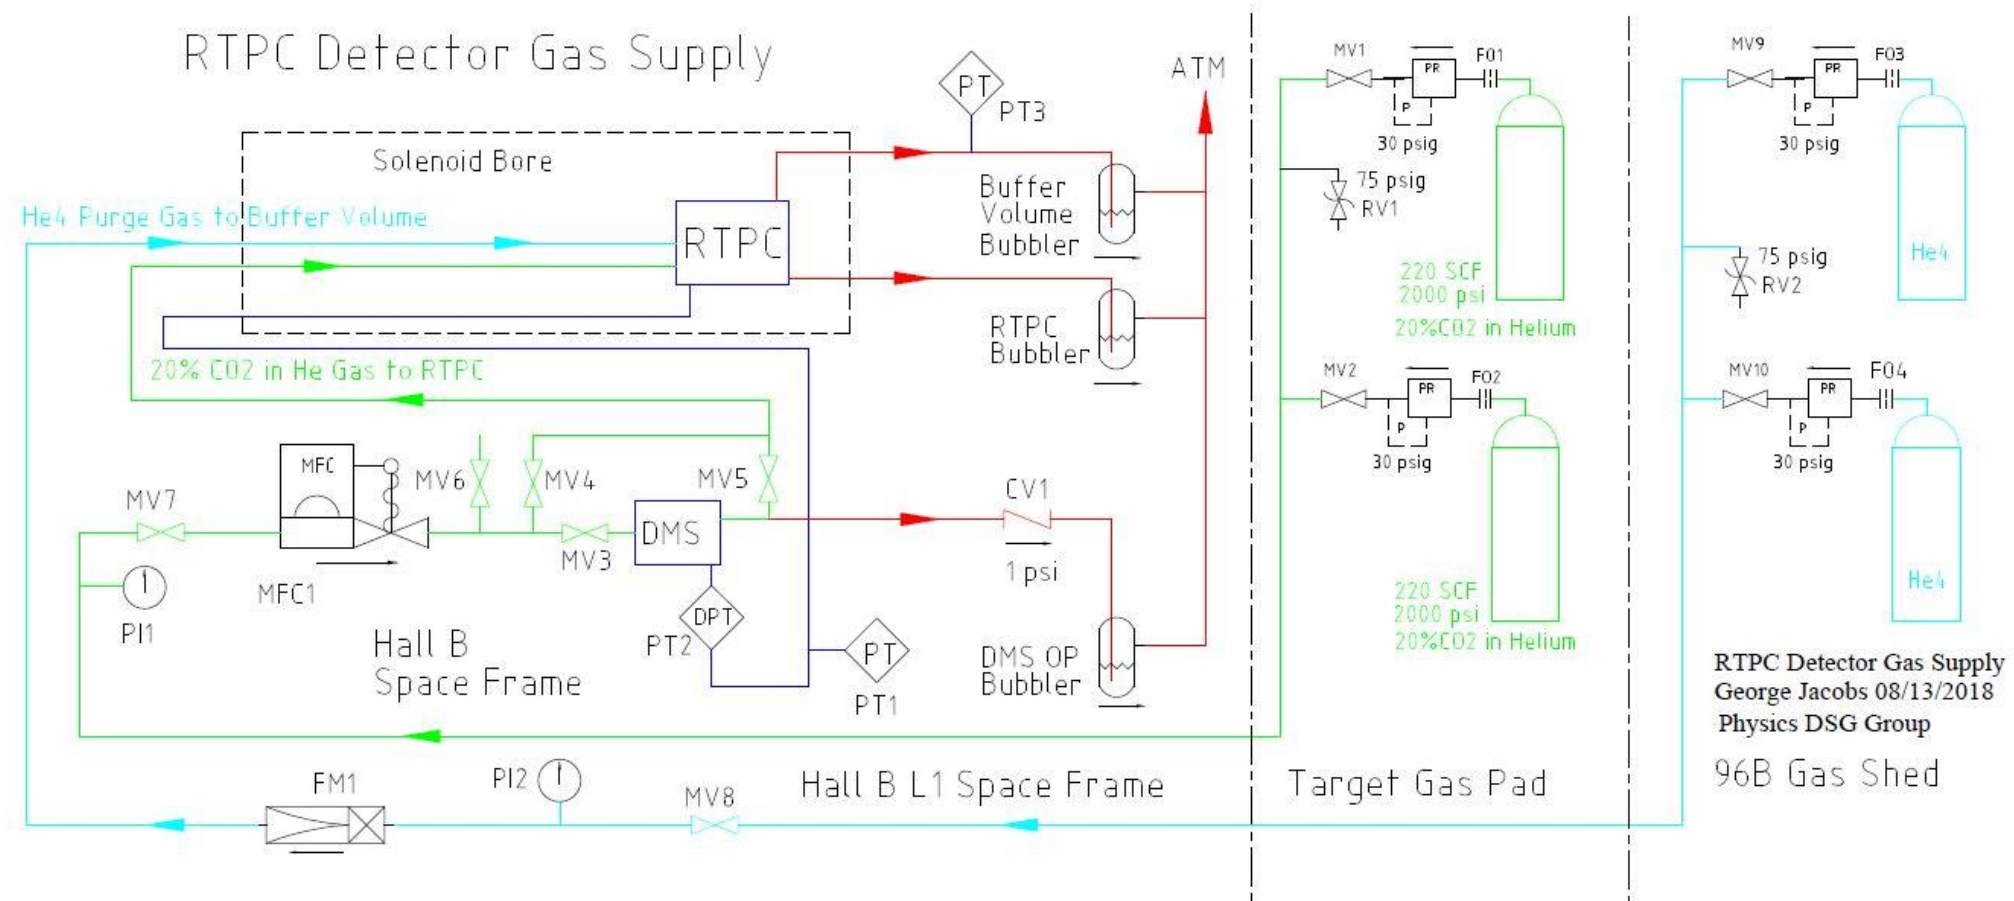 RTPC Detector Gas Supply
PT
PT3
ATM
MV1
PR
FO1
P
30 psig
MV9
PR
FO3
P
30 psig
Solenoid Bore
He4 Purge Gas to Buffer Volume
RTPC
Buffer
Volume
Bubbler
75 psig
RV1
220 SCF
2000 psi
20%CO2 in Helium
He4
75 psig
RV2
RTPC
Bubbler
20% CO2 in He Gas to RTPC
MV2
PR
FO2
P
30 psig
MV10
PR
FO4
P
30 psig
MFC
MV7
MV6
MV4
MV5
CV1
DMS
MV3
1 psi
MFC1
PI1
DPT
PT2
PT
PT1
Hall B
Space Frame
DMS OP
Bubbler
220 SCF
2000 psi
20%CO2 in Helium
He4
RTPC Detector Gas Supply
George Jacobs 08/13/2018
Physics DSG Group
96B Gas Shed
FM1
PI2
MV8
Hall B L1 Space Frame
Target Gas Pad